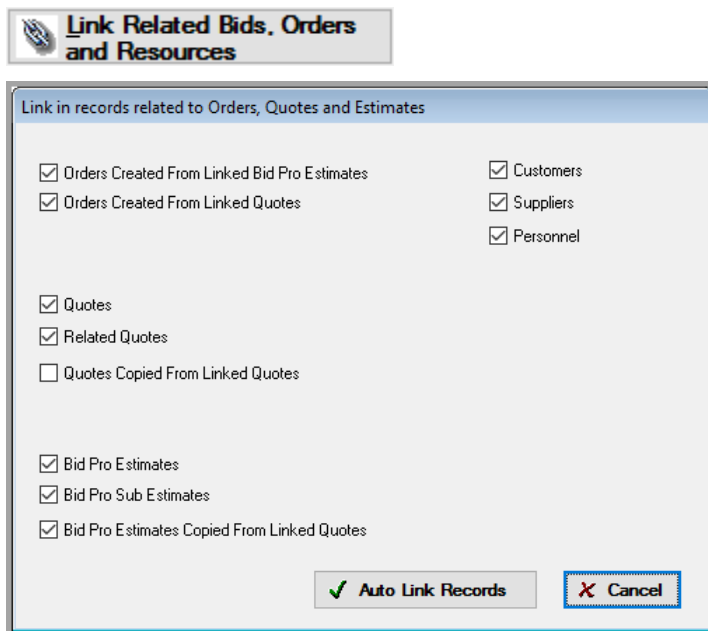 Link Related Bids, Orders
and Resources
Link in records related to Orders, Quotes and Estimates
Orders Created From Linked Bid Pro Estimates
Orders Created From Linked Quotes
Customers
Suppliers
Personnel
Quotes
Related Quotes
Quotes Copied From Linked Quotes
Bid Pro Estimates
Bid Pro Sub Estimates
Bid Pro Estimates Copied From Linked Quotes
Auto Link Records
Cancel